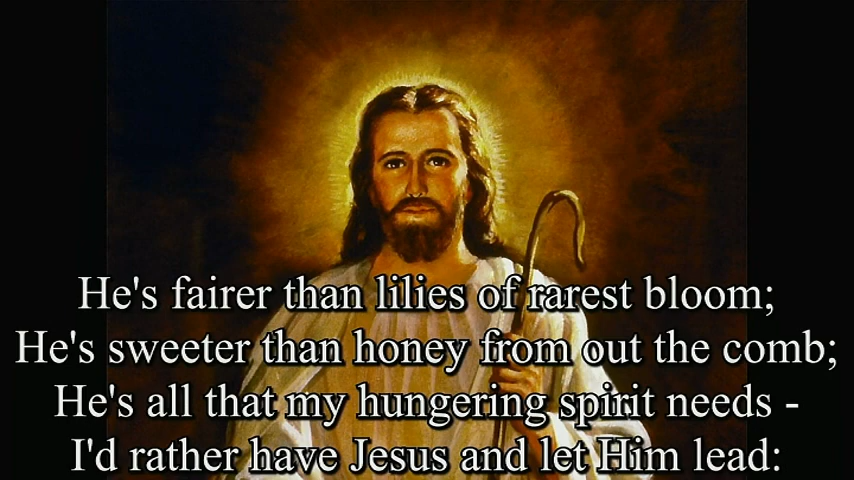 He's fairer than lilies of rarest bloom;
He's sweeter than honey from out the comb;
He's all that my hungering spirit needs -
I'd rather have Jesus and let Him lead: